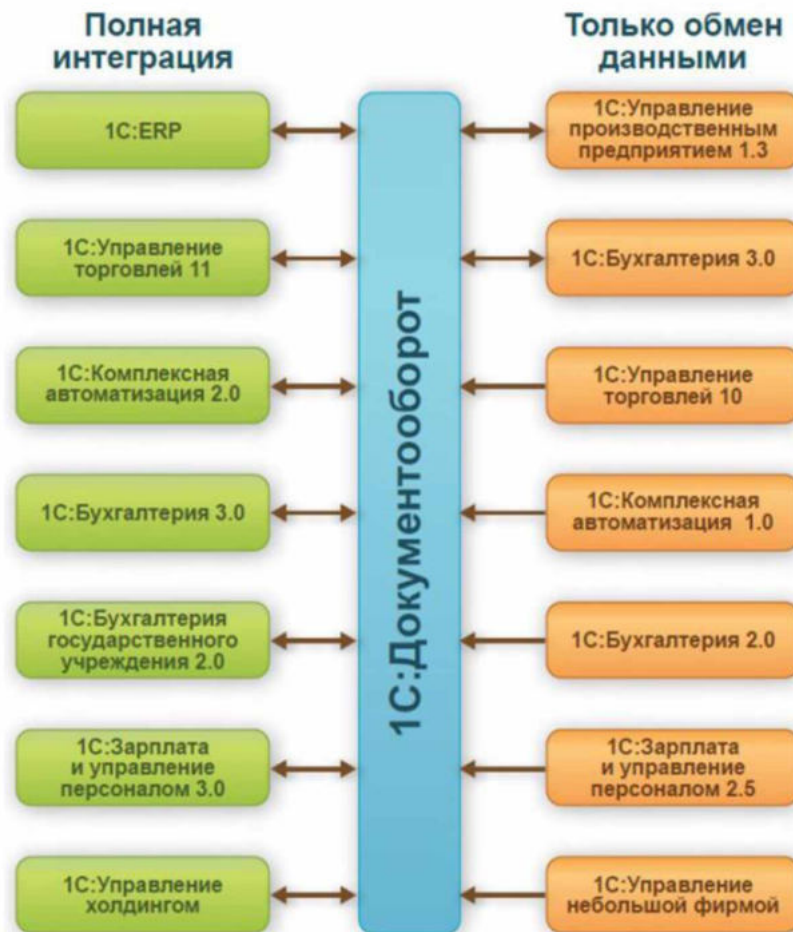 Полная
интеграция
1С:ERP
1С:Управление
торговлей 11
1С:Комплексная
автоматизация 2.0
1С:Бухгалтерия 3.0
1С:Бухгалтерия
государственного
учреждения 2.0
1С:Зарплата
и управление
персоналом 3.0
1С:Управление
холдингом
1С:Документооборот
Только обмен
данными
1С:Управление
производственным
предприятием 1.3
1С:Бухгалтерия 3.0
1С:Управление
торговлей 10
1С:Комплексная
автоматизация 1.0
1С:Бухгалтерия 2.0
1С:Зарплата
и управление
персоналом 2.5
1С:Управление
небольшой фирмой